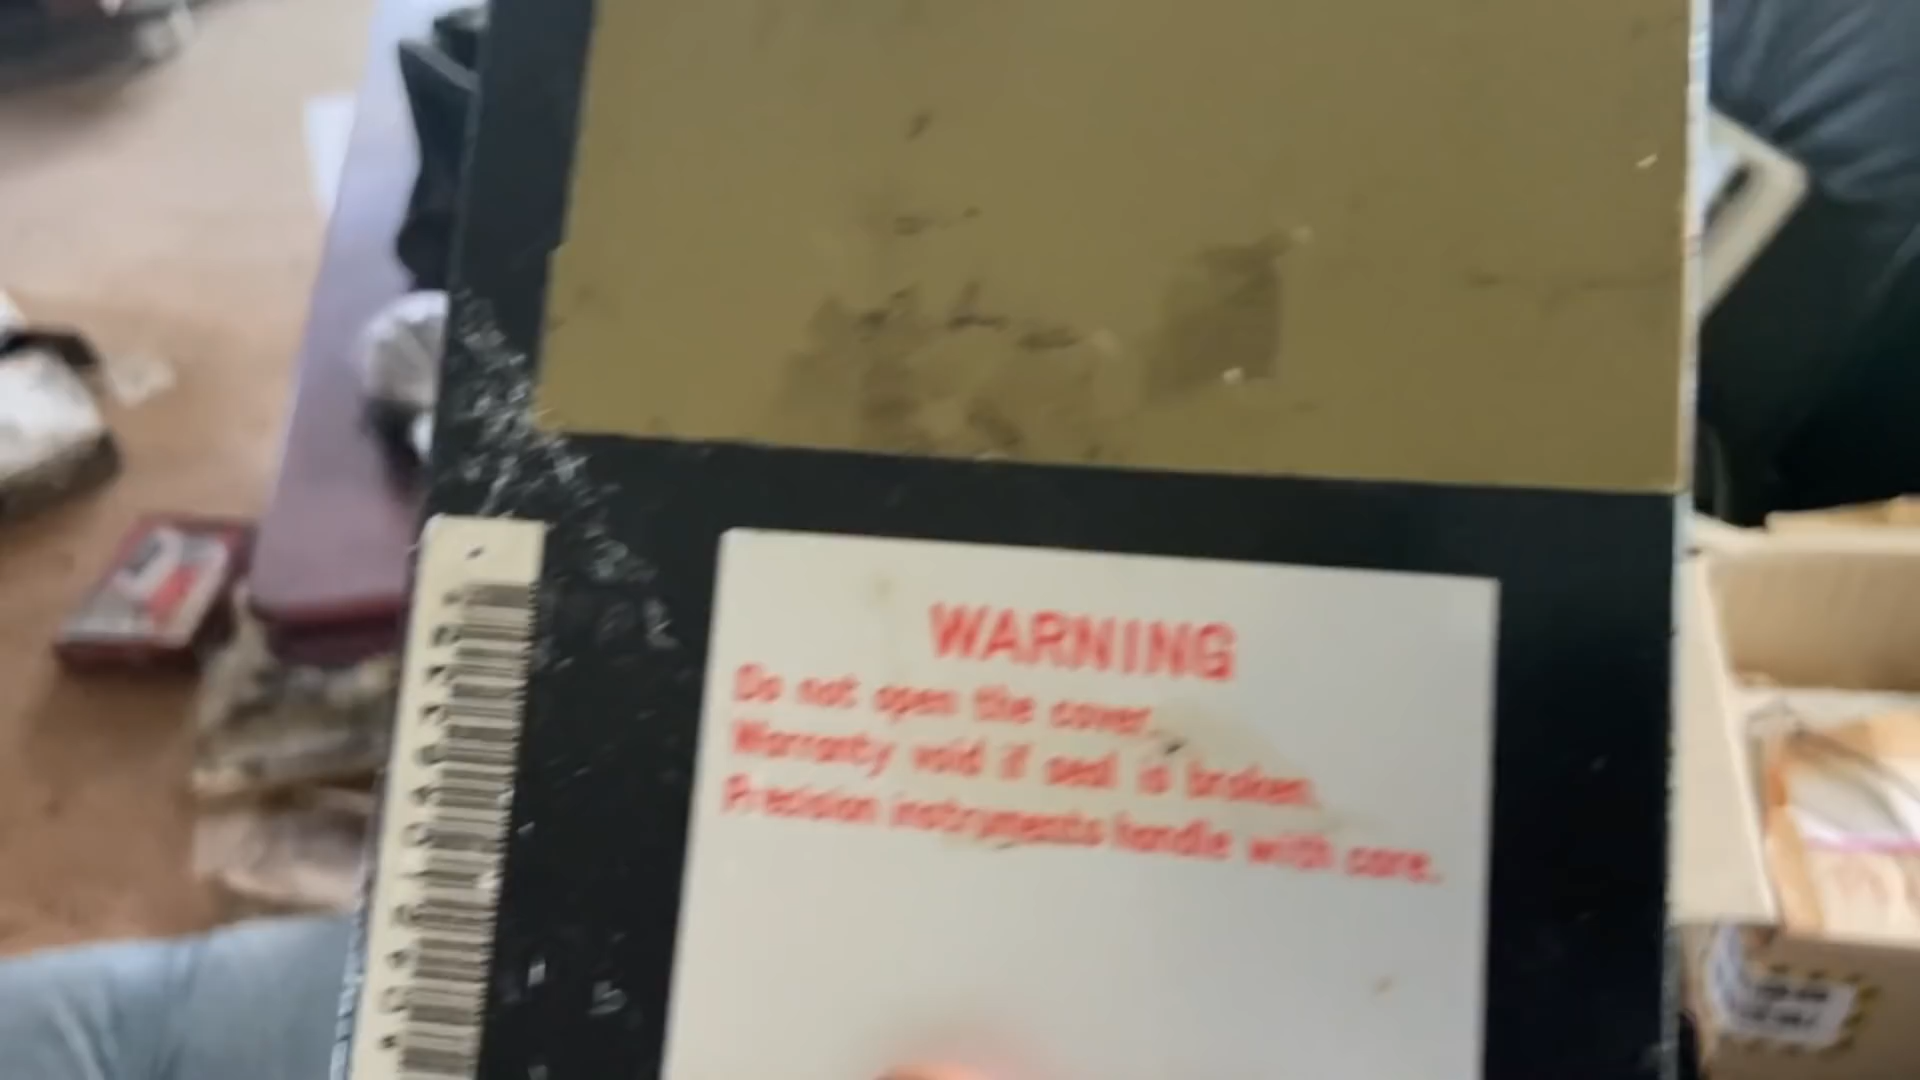 WARNING
Do not open the cover.
Warranty void if seal is broken.
Precision instruments handle with care.